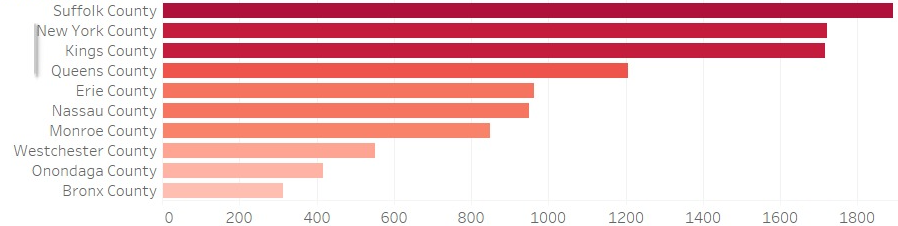 Suffolk County
New York County
Kings County
Queens County
Erie County
Nassau County
Monroe County
Westchester County
Onondaga County
Bronx County
0 200 400 600 800 1000 1200 1400 1600 1800